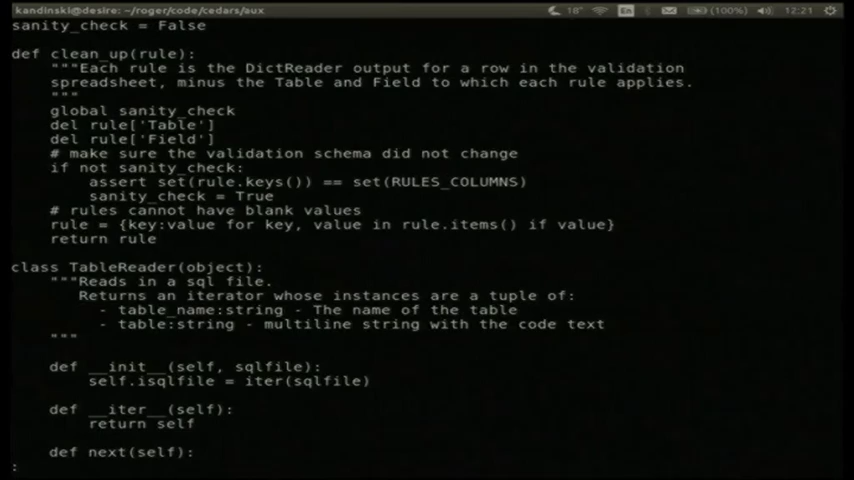 kandinski@desire: ~/roger/code/cedars/aux
18° En (100%) 12:21
sanity_check = False
def clean_up(rule):
"""Each rule is the DictReader output for a row in the validation
spreadsheet, minus the Table and Field to which each rule applies.
"""
global sanity_check
del rule['Table']
del rule['Field']
# make sure the validation schema did not change
if not sanity_check:
assert set(rule.keys()) == set(RULES_COLUMNS)
sanity_check = True
# rules cannot have blank values
rule = {key:value for key, value in rule.items() if value}
return rule
class TableReader(object):
"""Reads in a sql file.
Returns an iterator whose instances are a tuple of:
- table_name:string - The name of the table
- table:string - multiline string with the code text
"""
def __init__(self, sqlfile):
self.isqlfile = iter(sqlfile)
def __iter__(self):
return self
def next(self):
: